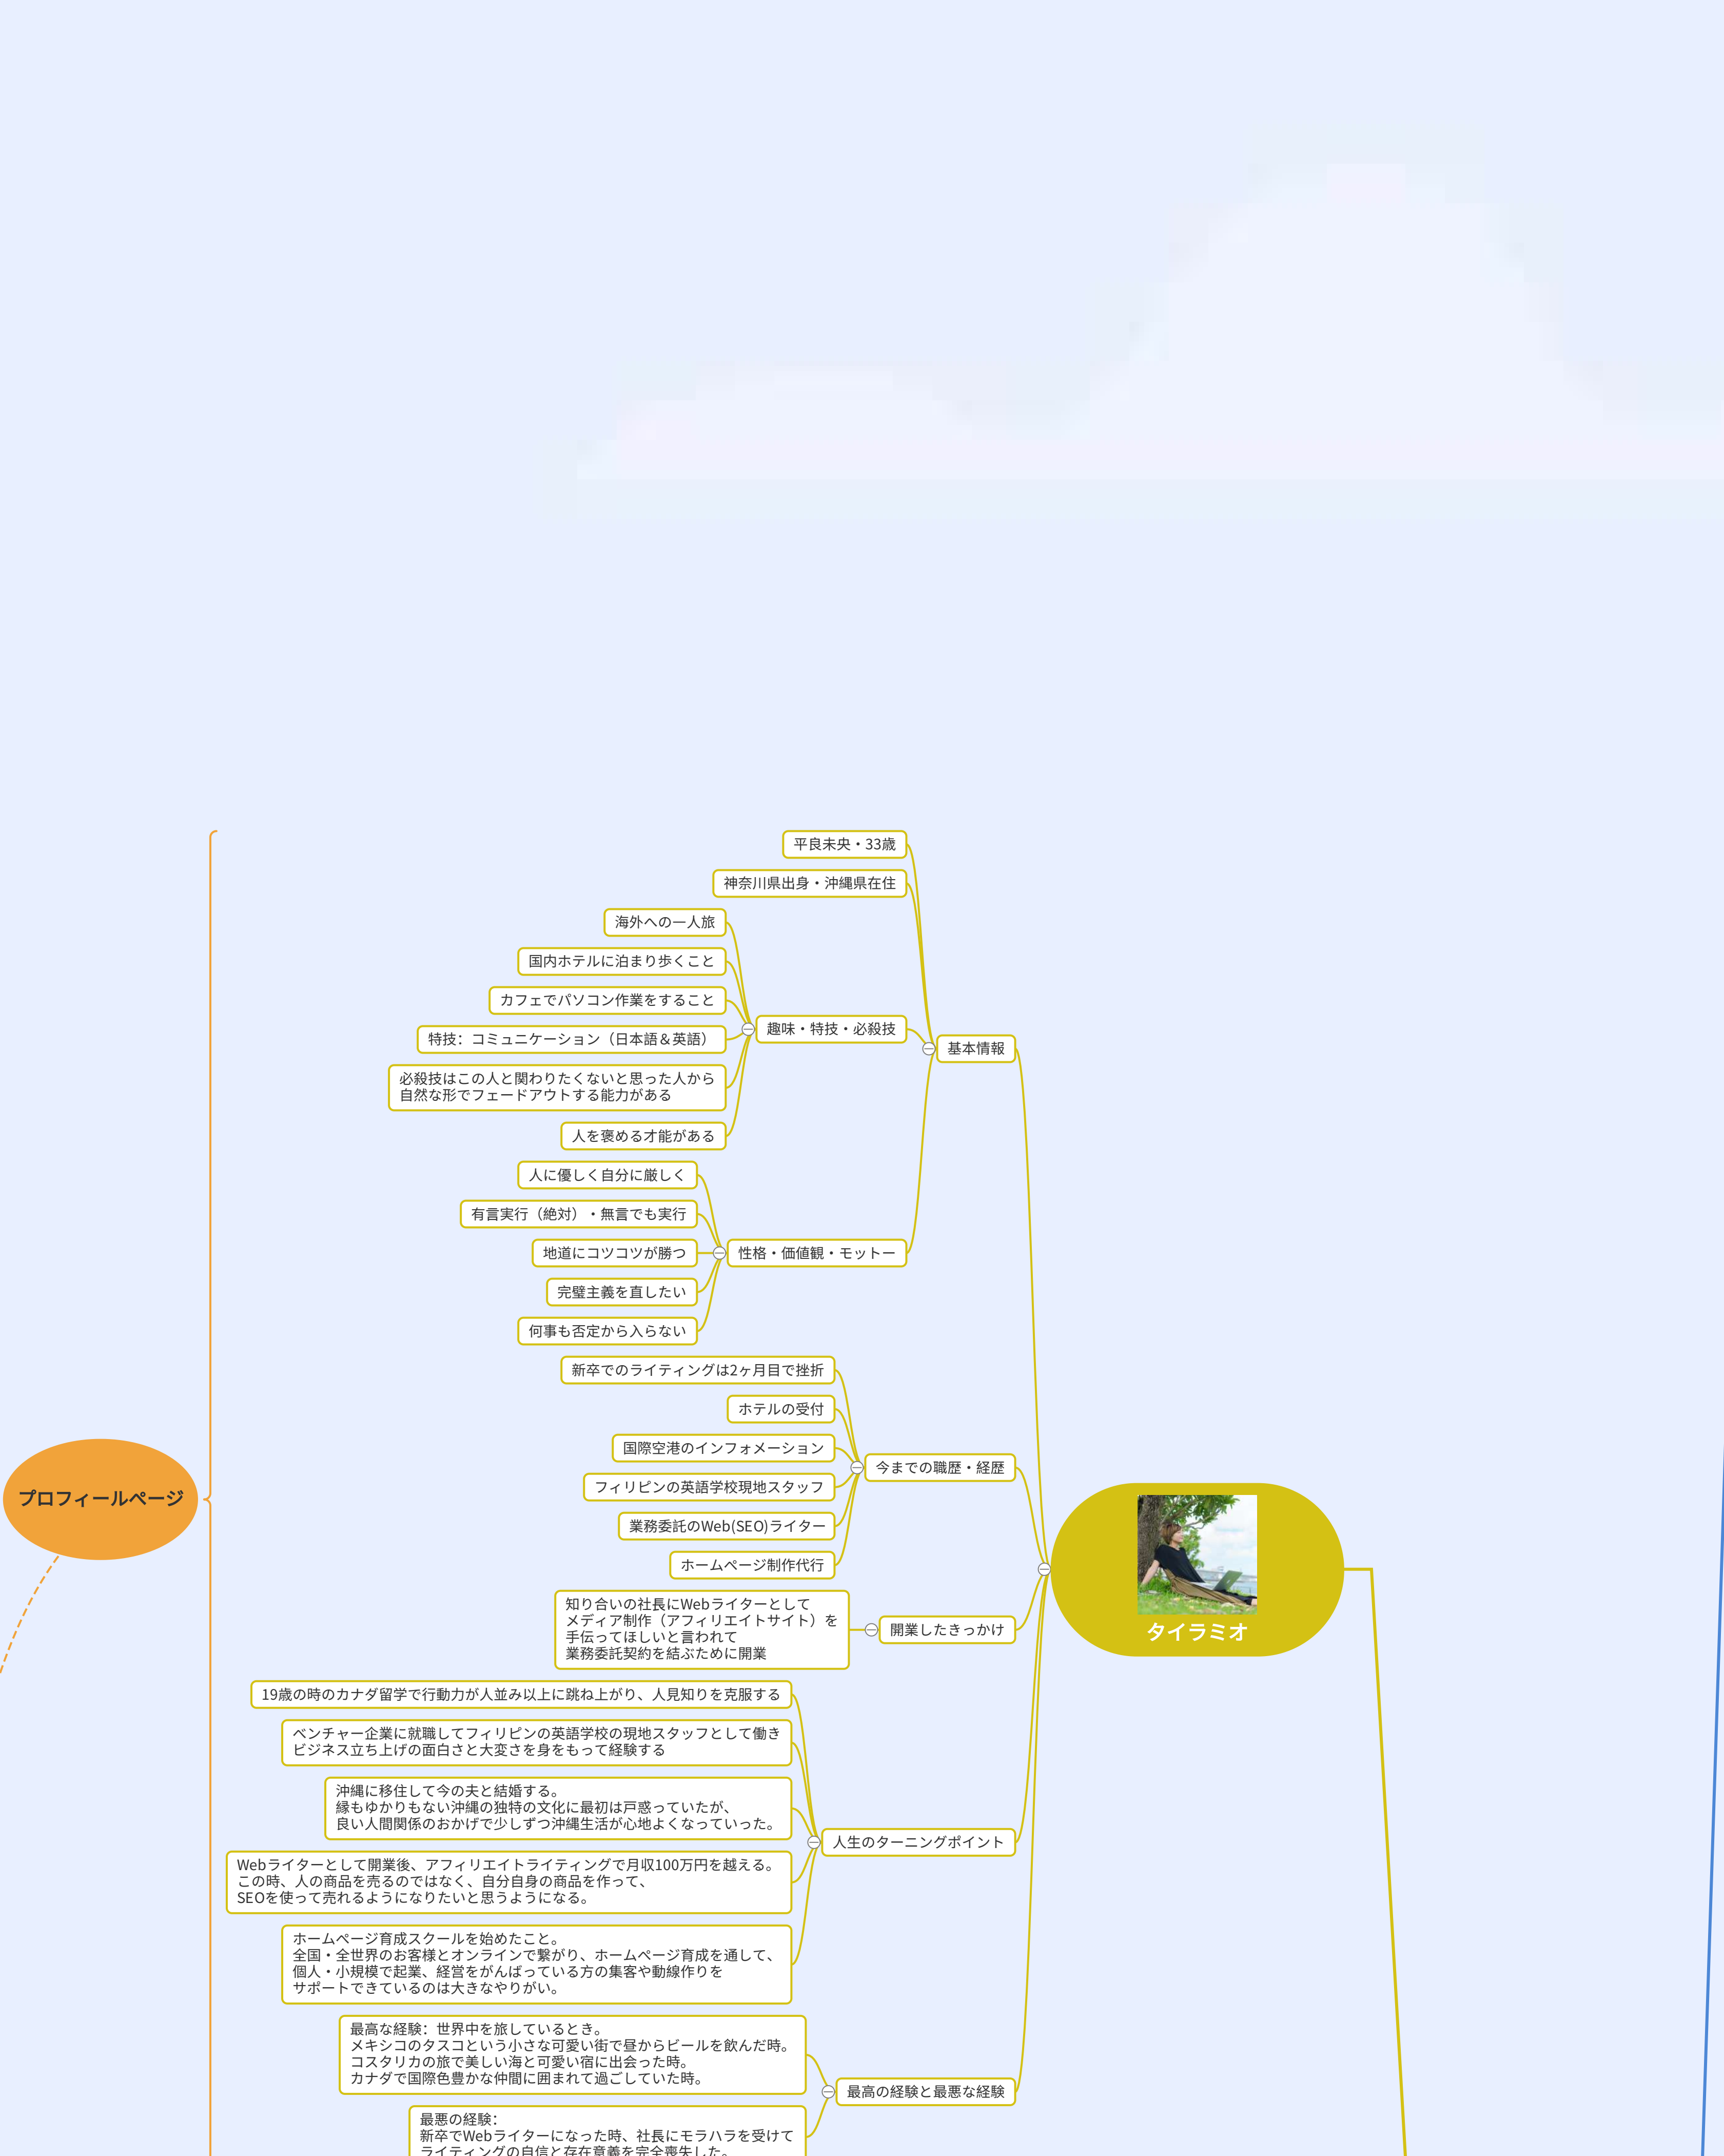 平良未央・33歳
神奈川県出身・沖縄県在住
海外への一人旅
国内ホテルに泊まり歩くこと
カフェでパソコン作業をすること
特技：コミュニケーション（日本語＆英語）
必殺技はこの人と関わりたくないと思った人から
自然な形でフェードアウトする能力がある
人を褒める才能がある
趣味・特技・必殺技
人に優しく自分に厳しく
有言実行（絶対）・無言でも実行
地道にコツコツが勝つ
完璧主義を直したい
何事も否定から入らない
性格・価値観・モットー
基本情報
新卒でのライティングは2ヶ月目で挫折
ホテルの受付
国際空港のインフォメーション
フィリピンの英語学校現地スタッフ
業務委託のWeb(SEO)ライター
ホームページ制作代行
今までの職歴・経歴
知り合いの社長にWebライターとして
メディア制作（アフィリエイトサイト）を
手伝ってほしいと言われて
業務委託契約を結ぶために開業
開業したきっかけ
19歳の時のカナダ留学で行動力が人並み以上に跳ね上がり、人見知りを克服する
ベンチャー企業に就職してフィリピンの英語学校の現地スタッフとして働き
ビジネス立ち上げの面白さと大変さを身をもって経験する
沖縄に移住して今の夫と結婚する。
縁もゆかりもない沖縄の独特の文化に最初は戸惑っていたが、
良い人間関係のおかげで少しずつ沖縄生活が心地よくなっていった。
Webライターとして開業後、アフィリエイトライティングで月収100万円を越える。
この時、人の商品を売るのではなく、自分自身の商品を作って、
SEOを使って売れるようになりたいと思うようになる。
ホームページ育成スクールを始めたこと。
全国・全世界のお客様とオンラインで繋がり、ホームページ育成を通して、
個人・小規模で起業、経営をがんばっている方の集客や動線作りを
サポートできているのは大きなやりがい。
人生のターニングポイント
最高な経験：世界中を旅しているとき。
メキシコのタスコという小さな可愛い街で昼からビールを飲んだ時。
コスタリカの旅で美しい海と可愛い宿に出会った時。
カナダで国際色豊かな仲間に囲まれて過ごしていた時。
最悪の経験：
新卒でWebライターになった時、社長にモラハラを受けて
ライティングの自信と存在意義を完全喪失した。
最高の経験と最悪な経験
タイラミオ
プロフィールページ